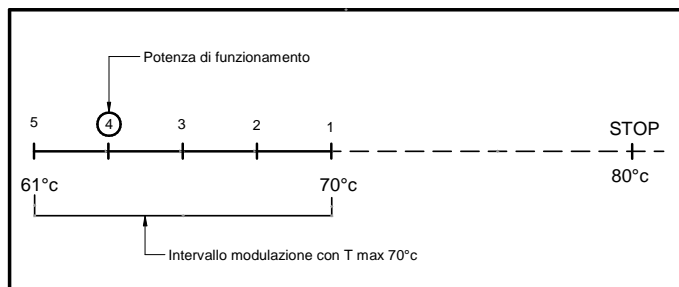 Potenza di funzionamento
5 4 3 2 1 STOP
61°c 70°c 80°c
Intervallo modulazione con T max 70°c